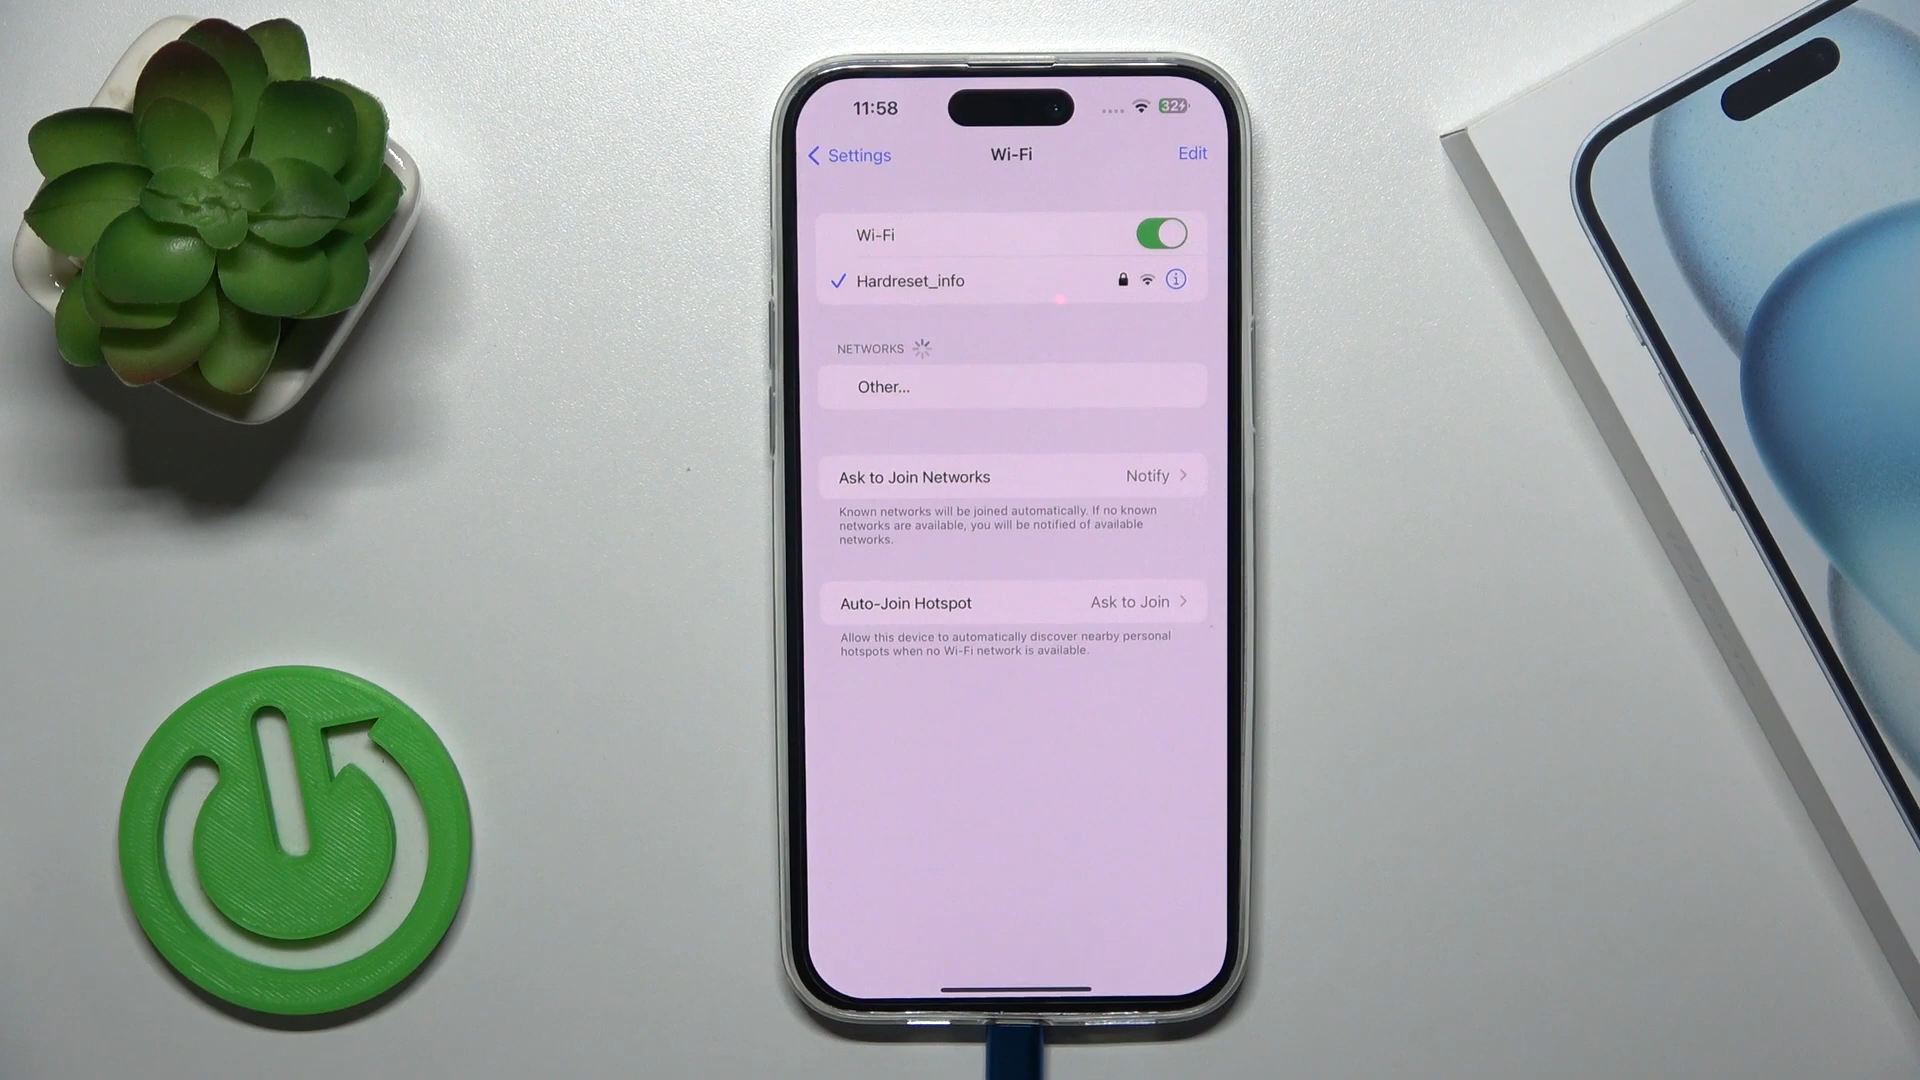 11:58
32
Settings
Wi-Fi
Edit
Wi-Fi
Hardreset_info
NETWORKS
Other...
Ask to Join Networks
Notify
Known networks will be joined automatically. If no known
networks are available, you will be notified of available
networks.
Auto-Join Hotspot
Ask to Join
Allow this device to automatically discover nearby personal
hotspots when no Wi-Fi network is available.